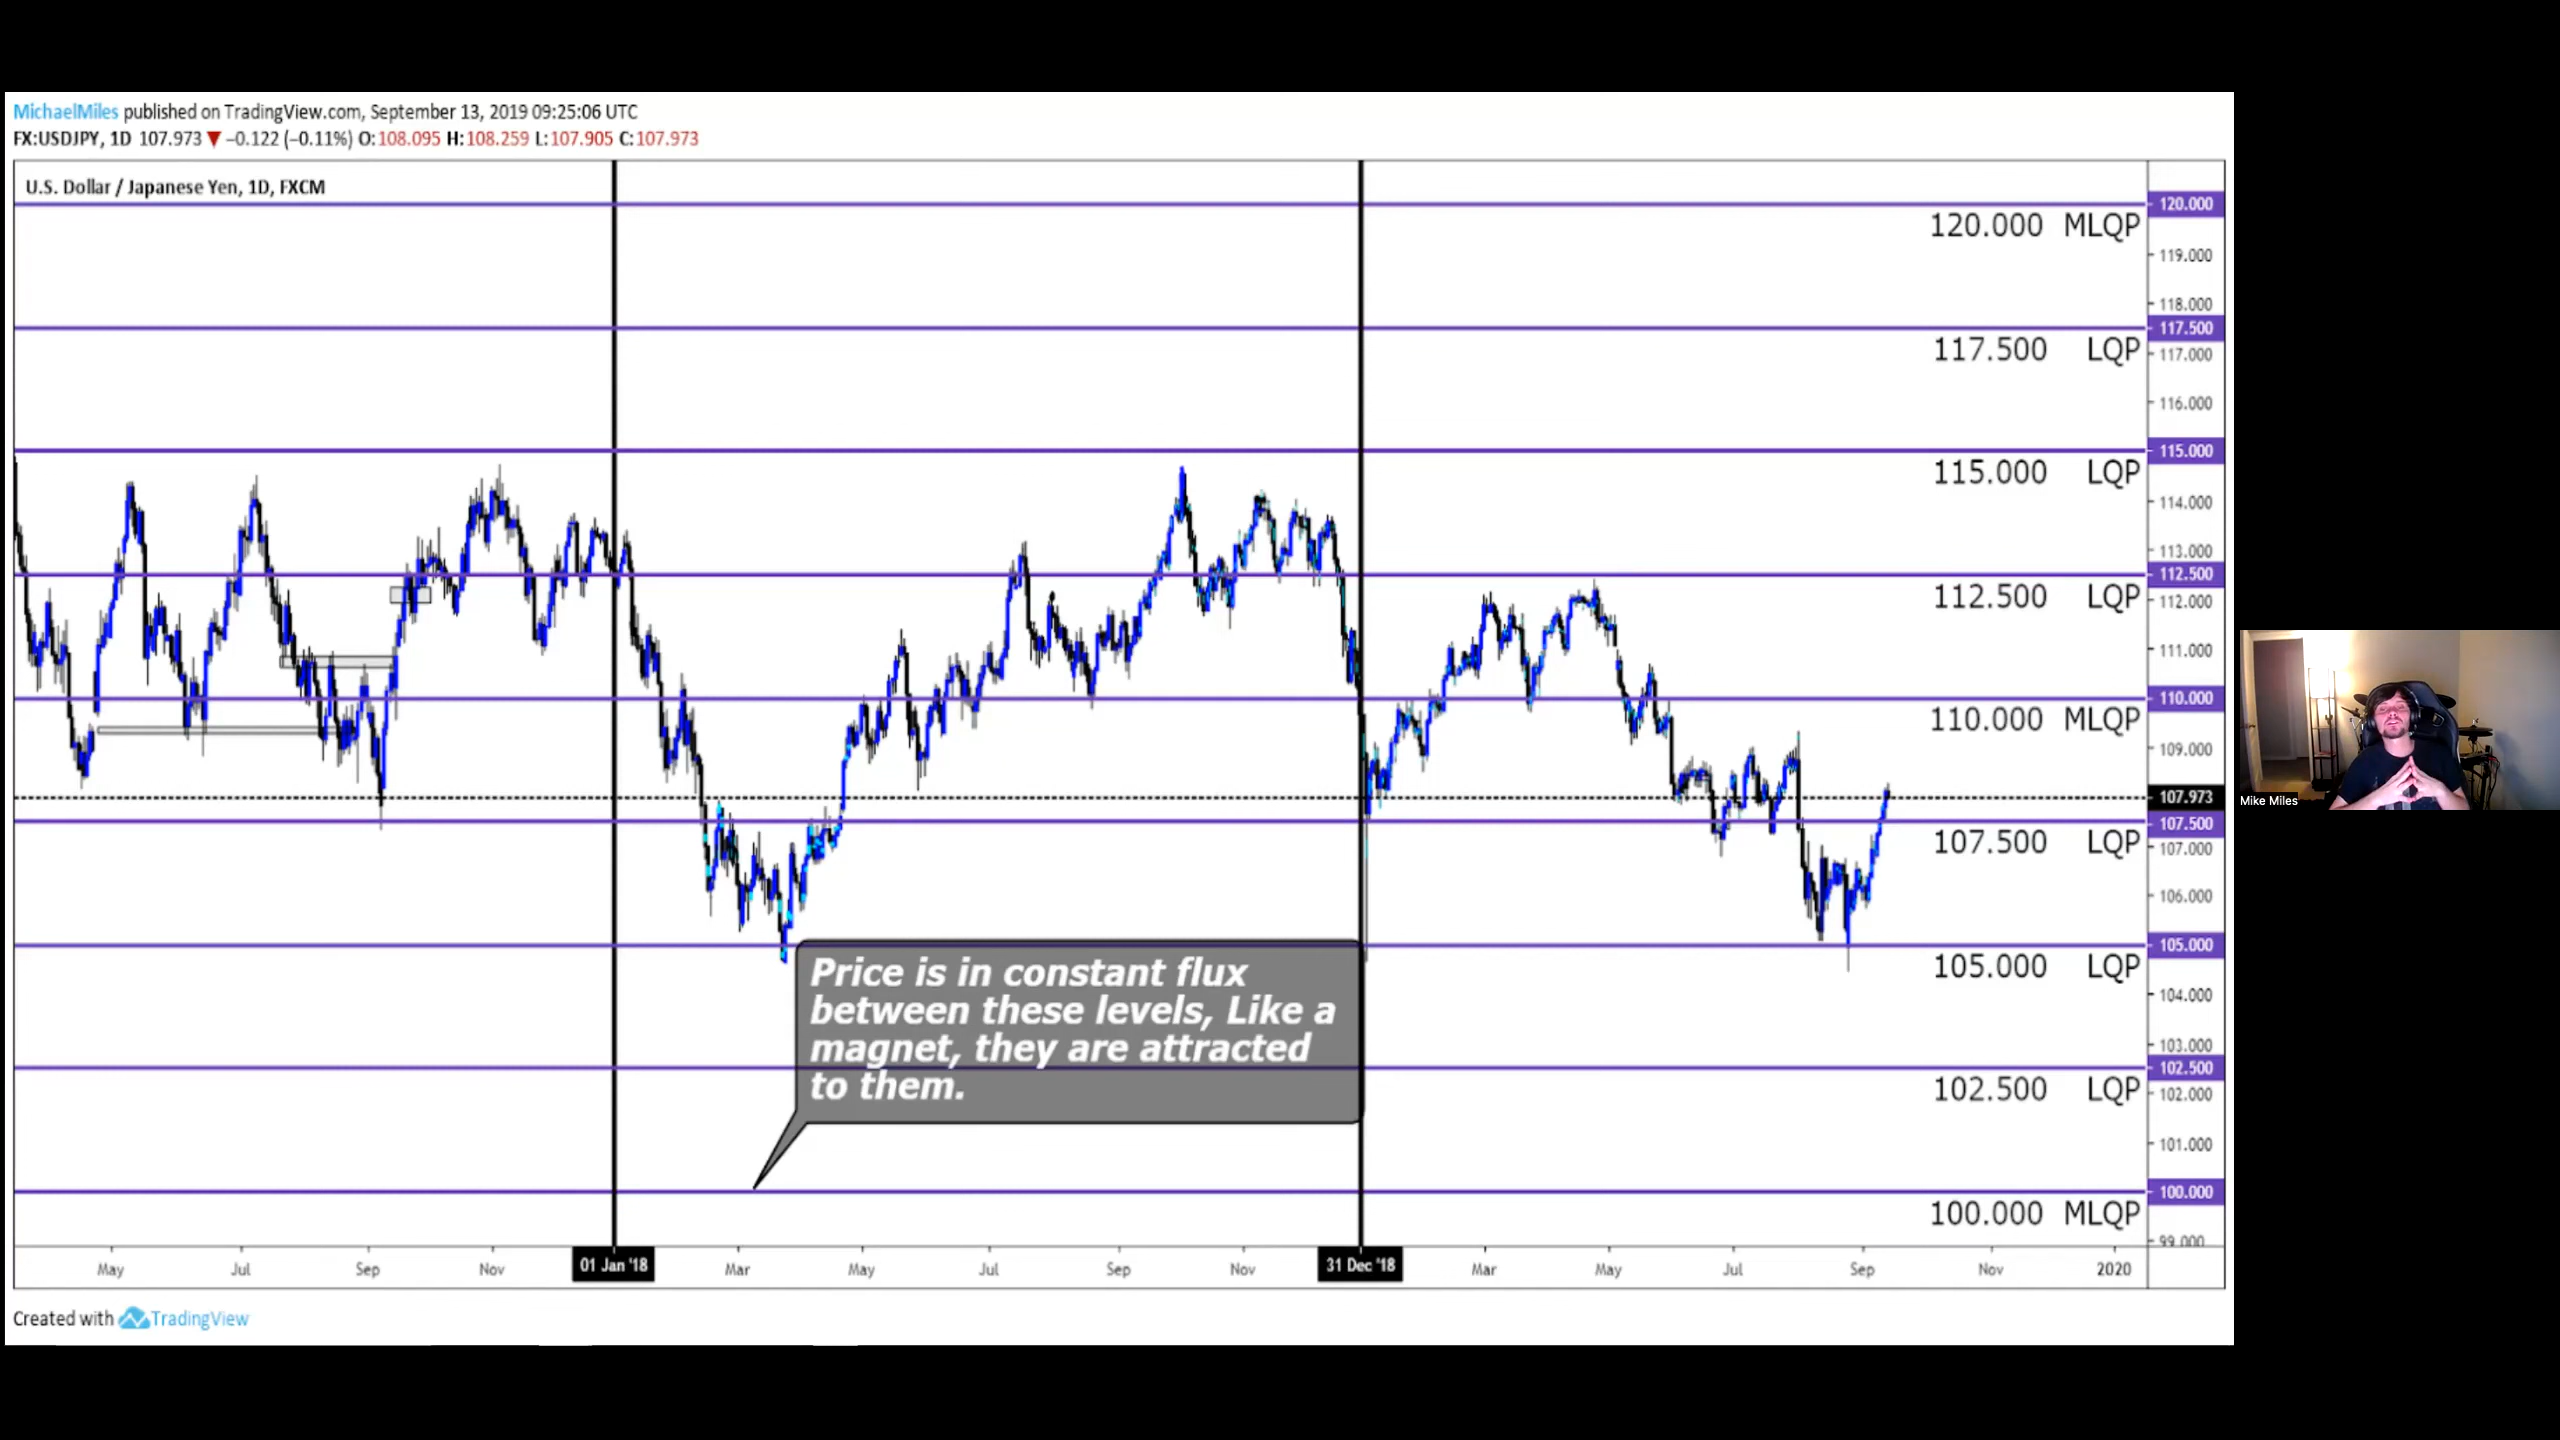 MichaelMiles published on TradingView.com, September 13, 2019 09:25:06 UTC
FX:USDJPY, 1D 107.973 ▼ −0.122 (−0.11%) O:108.095 H:108.259 L:107.905 C:107.973
U.S. Dollar / Japanese Yen, 1D, FXCM
120.000
120.000 MLQP
119.000
118.000
117.500
117.500 LQP
117.000
116.000
115.000
115.000 LQP
114.000
113.000
112.500
112.500 LQP
112.000
111.000
110.000
110.000 MLQP
109.000
107.973
107.500
107.500 LQP
107.000
106.000
105.000
105.000 LQP
104.000
103.000
102.500
102.500 LQP
102.000
101.000
100.000
100.000 MLQP
99.000
Price is in constant flux
between these levels, Like a
magnet, they are attracted
to them.
May Jul Sep Nov 01 Jan '18 Mar May Jul Sep Nov 31 Dec '18 Mar May Jul Sep Nov 2020
Created with TradingView
Mike Miles